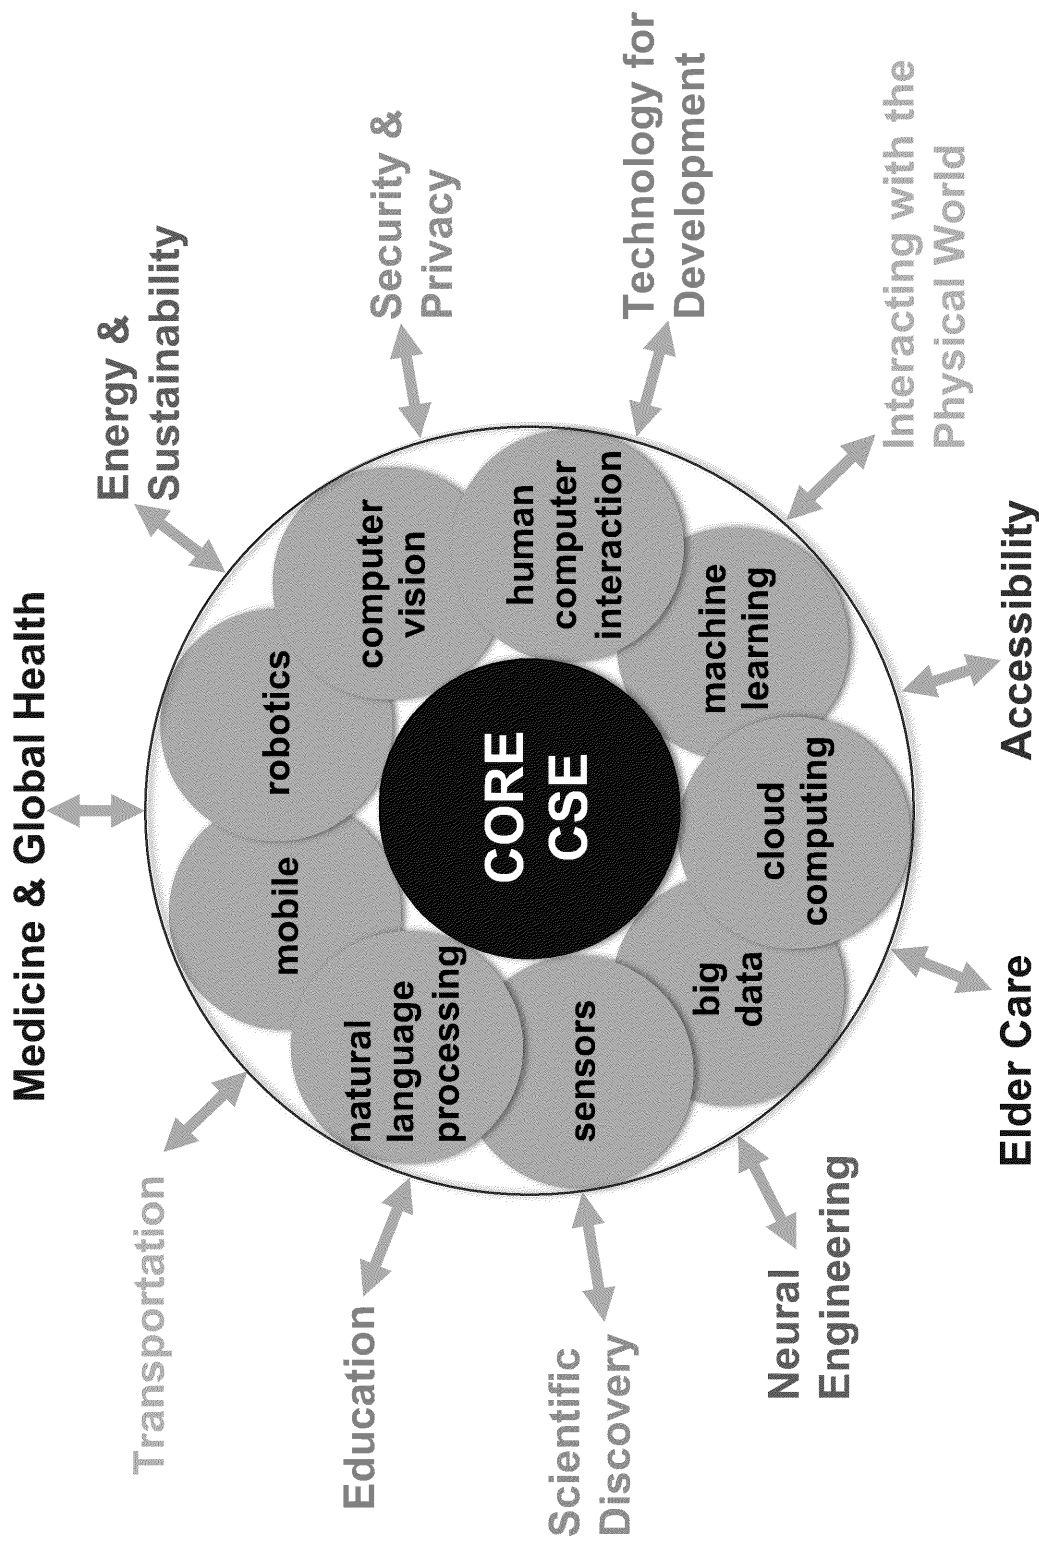 Medicine & Global Health
Energy &
Sustainability
Security &
Privacy
Technology for
Development
Interacting with the
Physical World
Accessibility
Elder Care
Neural
Engineering
Scientific
Discovery
Education
Transportation
mobile
robotics
computer
vision
human
computer
interaction
machine
learning
cloud
computing
big
data
sensors
natural
language
processing
CORE
CSE